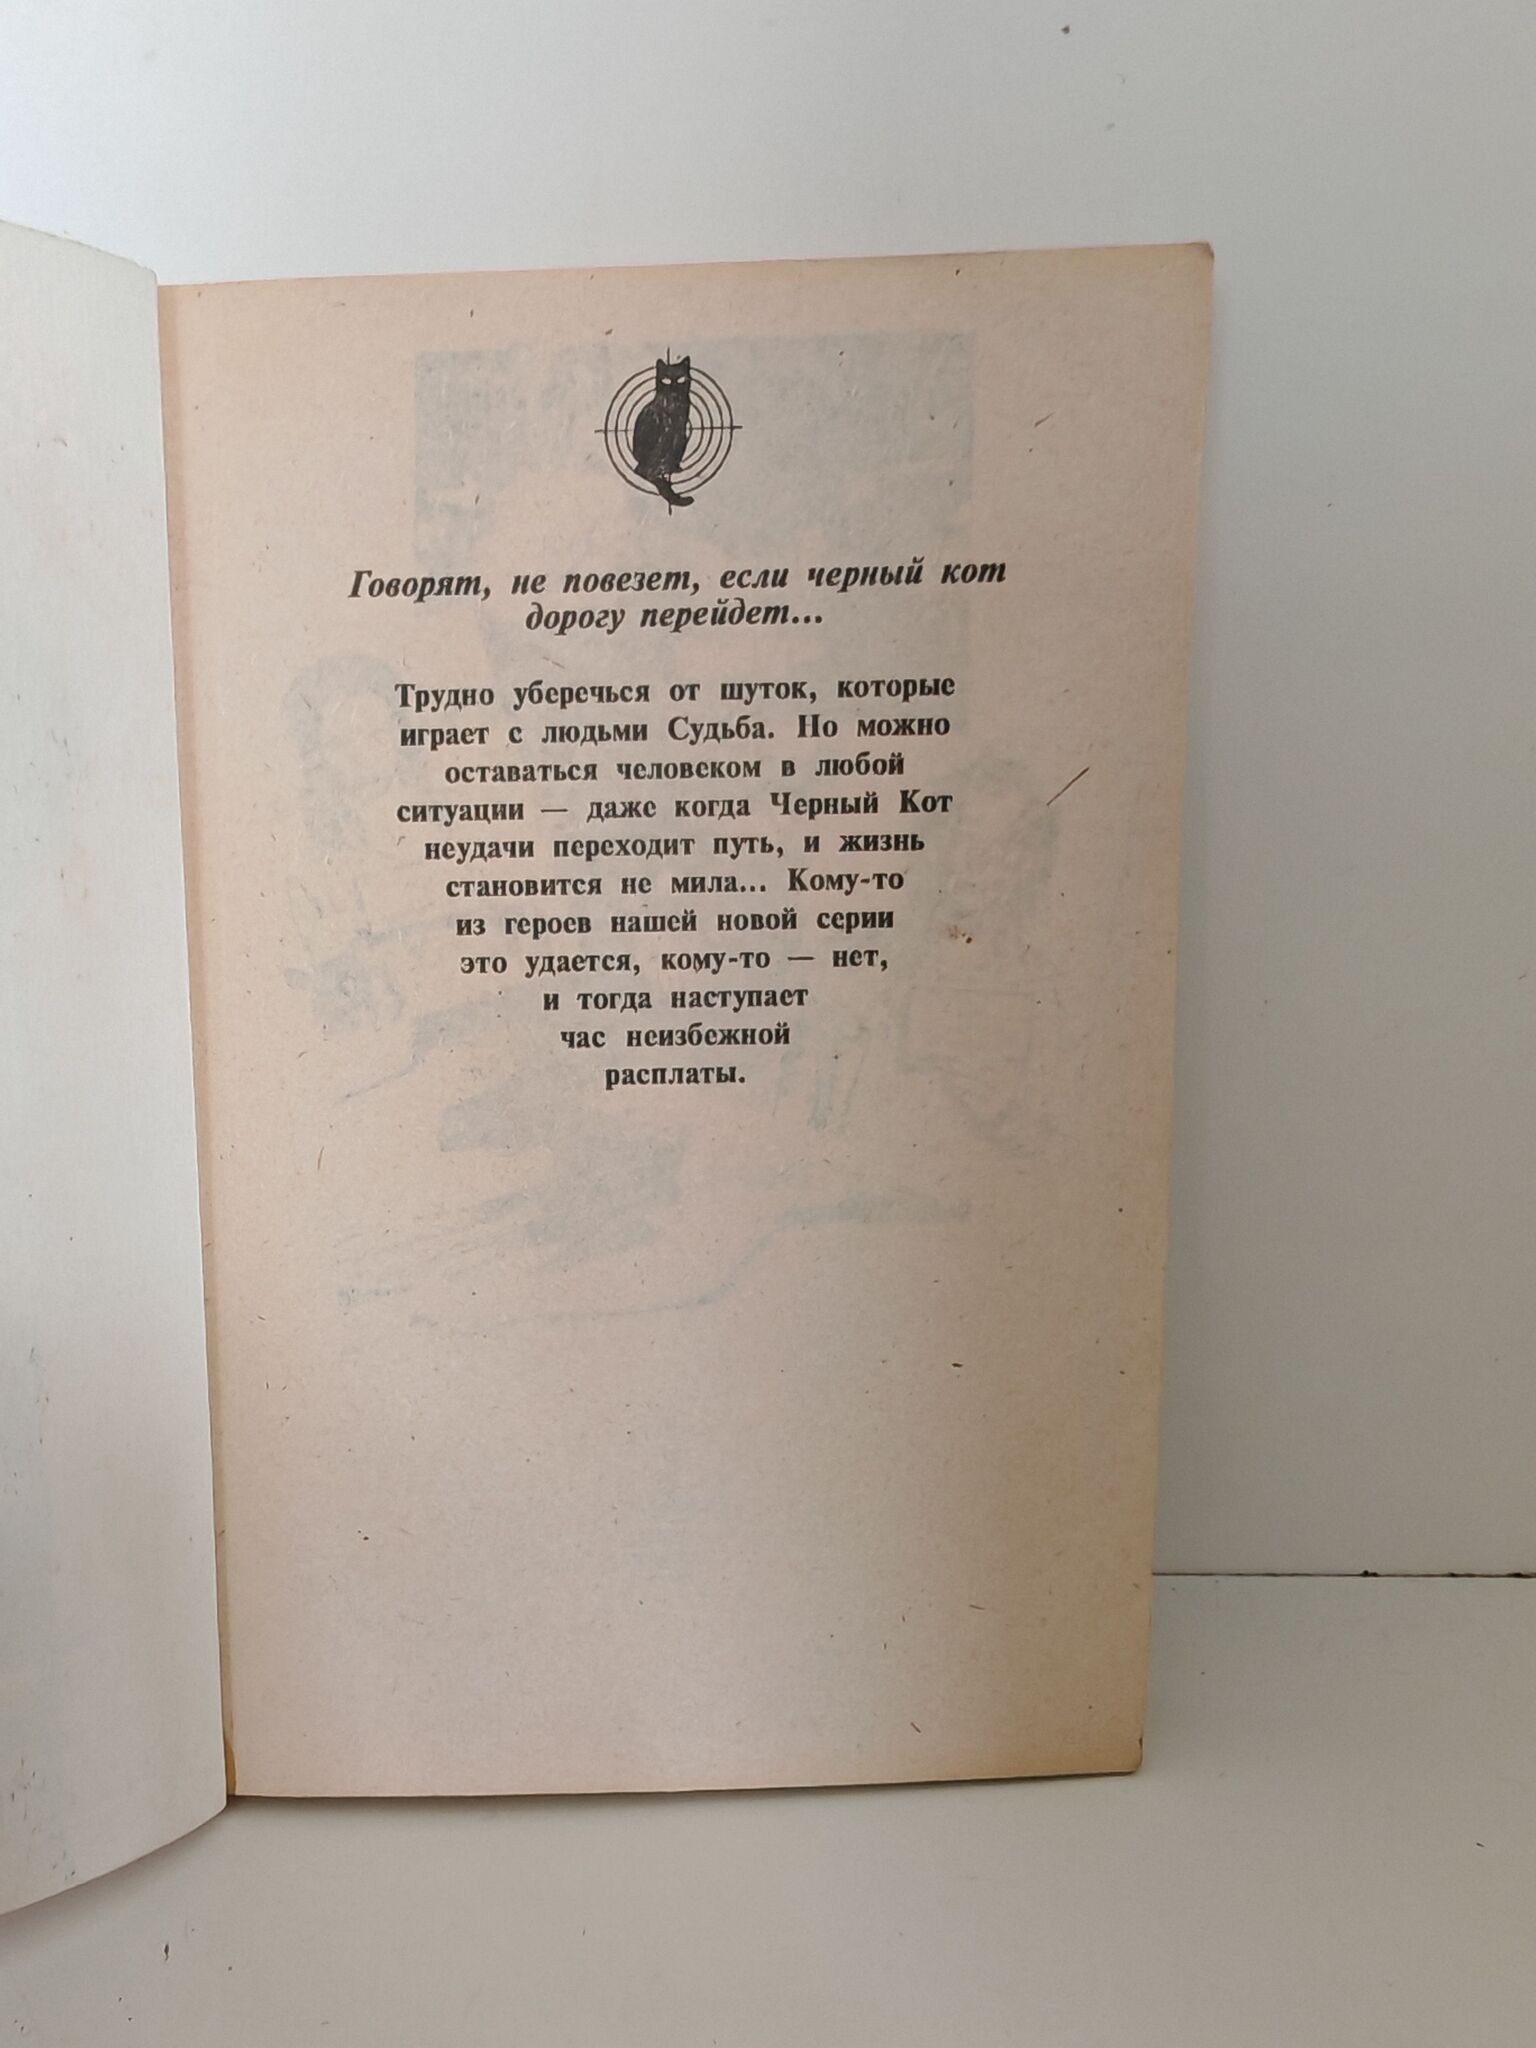 Говорят, не повезет, если черный кот
дорогу перейдет...
Трудно уберечься от шуток, которые
играет с людьми Судьба. Но можно
оставаться человеком в любой
ситуации — даже когда Черный Кот
неудачи переходит путь, и жизнь
становится не мила... Кому-то
из героев нашей новой серии
это удается, кому-то — нет,
и тогда наступает
час неизбежной
расплаты.